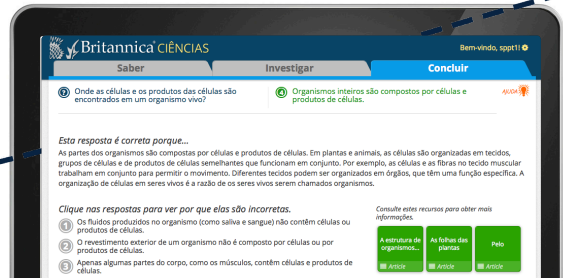 Britannica CIÊNCIAS
Bem-vindo, sppt1!
Saber
Investigar
Concluir
? Onde as células e os produtos das células são
encontrados em um organismo vivo?
4 Organismos inteiros são compostos por células e
produtos de células.
AJUDA
Esta resposta é correta porque...
As partes dos organismos são compostas por células e produtos de células. Em plantas e animais, as células são organizadas em tecidos,
grupos de células e de produtos de células semelhantes que funcionam em conjunto. Por exemplo, as células e as fibras no tecido muscular
trabalham em conjunto para permitir o movimento. Diferentes tecidos podem ser organizados em órgãos, que têm uma função específica. A
organização de células em seres vivos é a razão de os seres vivos serem chamados organismos.
Clique nas respostas para ver por que elas são incorretas.
1 Os fluidos produzidos no organismo (como saliva e sangue) não contêm células ou
produtos de células.
2 O revestimento exterior de um organismo não é composto por células ou por
produtos de células.
3 Apenas algumas partes do corpo, como os músculos, contêm células e produtos de
células.
Consulte estes recursos para obter mais
informações.
A estrutura de
organismos...
Article
As folhas das
plantas
Article
Pelo
Article